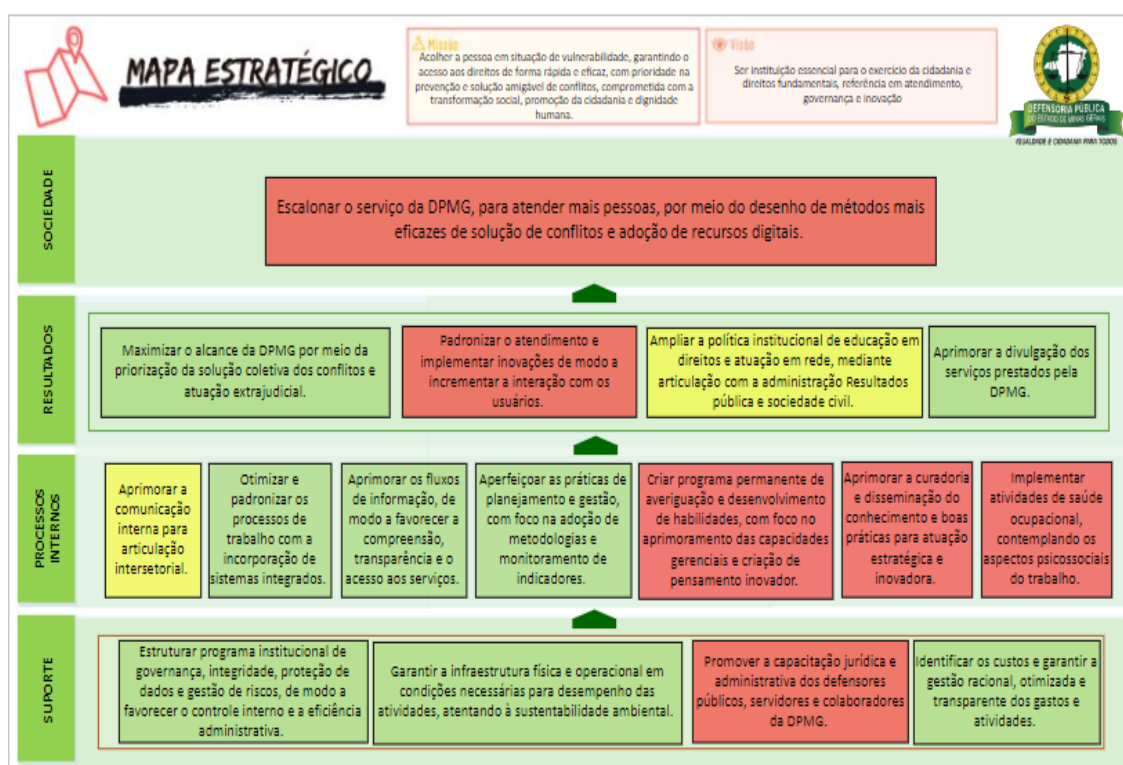 MAPA ESTRATÉGICO
Missão
Acolher a pessoa em situação de vulnerabilidade, garantindo o
acesso aos direitos de forma rápida e eficaz, com prioridade na
prevenção e solução amigável de conflitos, comprometida com a
transformação social, promoção da cidadania e dignidade
humana.
Visão
Ser instituição essencial para o exercício da cidadania e
direitos fundamentais, referência em atendimento,
governança e inovação
DEFENSORIA PÚBLICA
DO ESTADO DE MINAS GERAIS
IGUALDADE E CIDADANIA PARA TODOS
SOCIEDADE
Escalonar o serviço da DPMG, para atender mais pessoas, por meio do desenho de métodos mais
eficazes de solução de conflitos e adoção de recursos digitais.
RESULTADOS
Maximizar o alcance da DPMG por meio da
priorização da solução coletiva dos conflitos e
atuação extrajudicial.
Padronizar o atendimento e
implementar inovações de modo a
incrementar a interação com os
usuários.
Ampliar a política institucional de educação em
direitos e atuação em rede, mediante
articulação com a administração Resultados
pública e sociedade civil.
Aprimorar a divulgação dos
serviços prestados pela
DPMG.
PROCESSOS
INTERNOS
Aprimorar a
comunicação
interna para
articulação
intersetorial.
Otimizar e
padronizar os
processos de
trabalho com a
incorporação de
sistemas integrados.
Aprimorar os fluxos
de informação, de
modo a favorecer a
compreensão,
transparência e o
acesso aos serviços.
Aperfeiçoar as práticas de
planejamento e gestão,
com foco na adoção de
metodologias e
monitoramento de
indicadores.
Criar programa permanente de
averiguação e desenvolvimento
de habilidades, com foco no
aprimoramento das capacidades
gerenciais e criação de
pensamento inovador.
Aprimorar a curadoria
e disseminação do
conhecimento e boas
práticas para atuação
estratégica e
inovadora.
Implementar
atividades de saúde
ocupacional,
contemplando os
aspectos psicossociais
do trabalho.
SUPORTE
Estruturar programa institucional de
governança, integridade, proteção de
dados e gestão de riscos, de modo a
favorecer o controle interno e a eficiência
administrativa.
Garantir a infraestrutura física e operacional em
condições necessárias para desempenho das
atividades, atentando à sustentabilidade ambiental.
Promover a capacitação jurídica e
administrativa dos defensores
públicos, servidores e colaboradores
da DPMG.
Identificar os custos e garantir a
gestão racional, otimizada e
transparente dos gastos e
atividades.